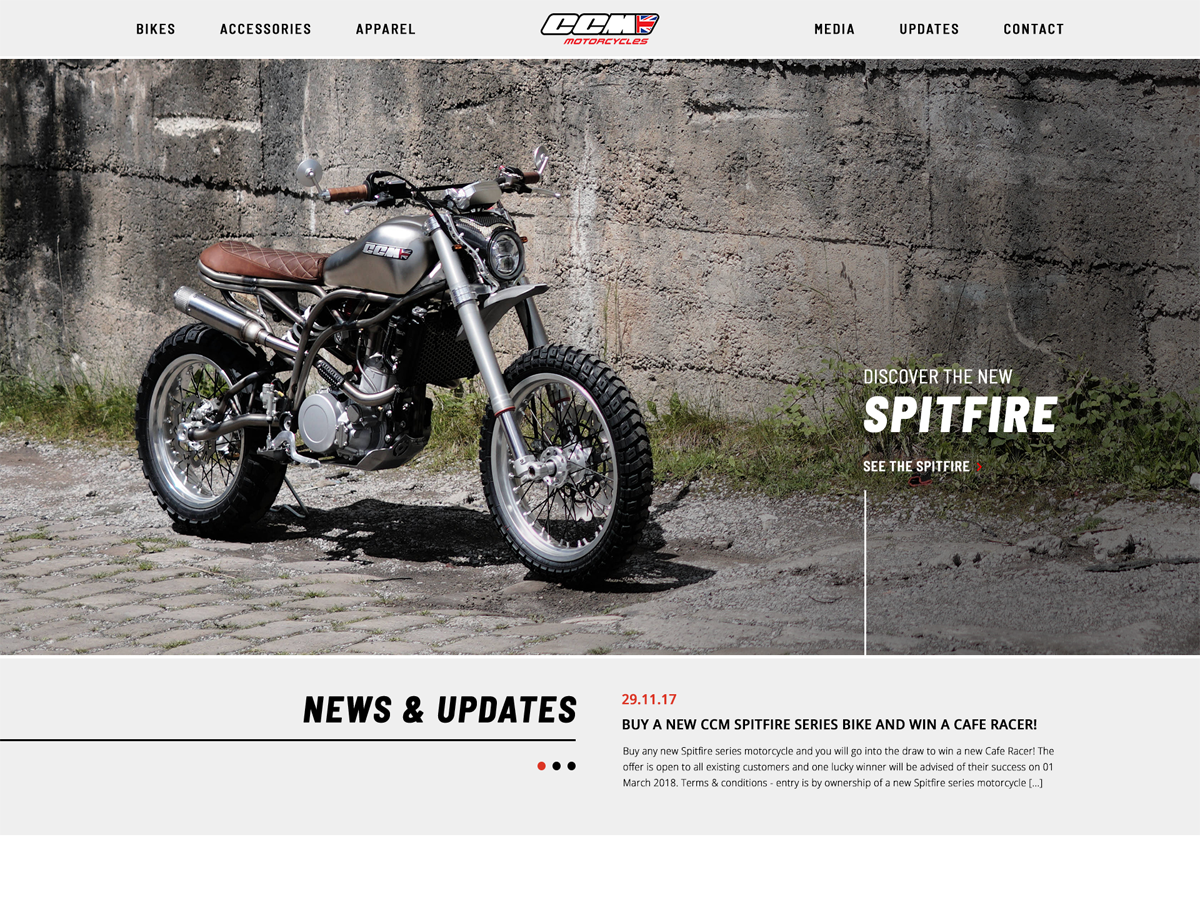 BIKES
ACCESSORIES
APPAREL
CCM
MOTORCYCLES
MEDIA
UPDATES
CONTACT
CCM
DISCOVER THE NEW
SPITFIRE
SEE THE SPITFIRE
NEWS & UPDATES
29.11.17
BUY A NEW CCM SPITFIRE SERIES BIKE AND WIN A CAFE RACER!
Buy any new Spitfire series motorcycle and you will go into the draw to win a new Cafe Racer! The
offer is open to all existing customers and one lucky winner will be advised of their success on 01
March 2018. Terms & conditions - entry is by ownership of a new Spitfire series motorcycle [...]